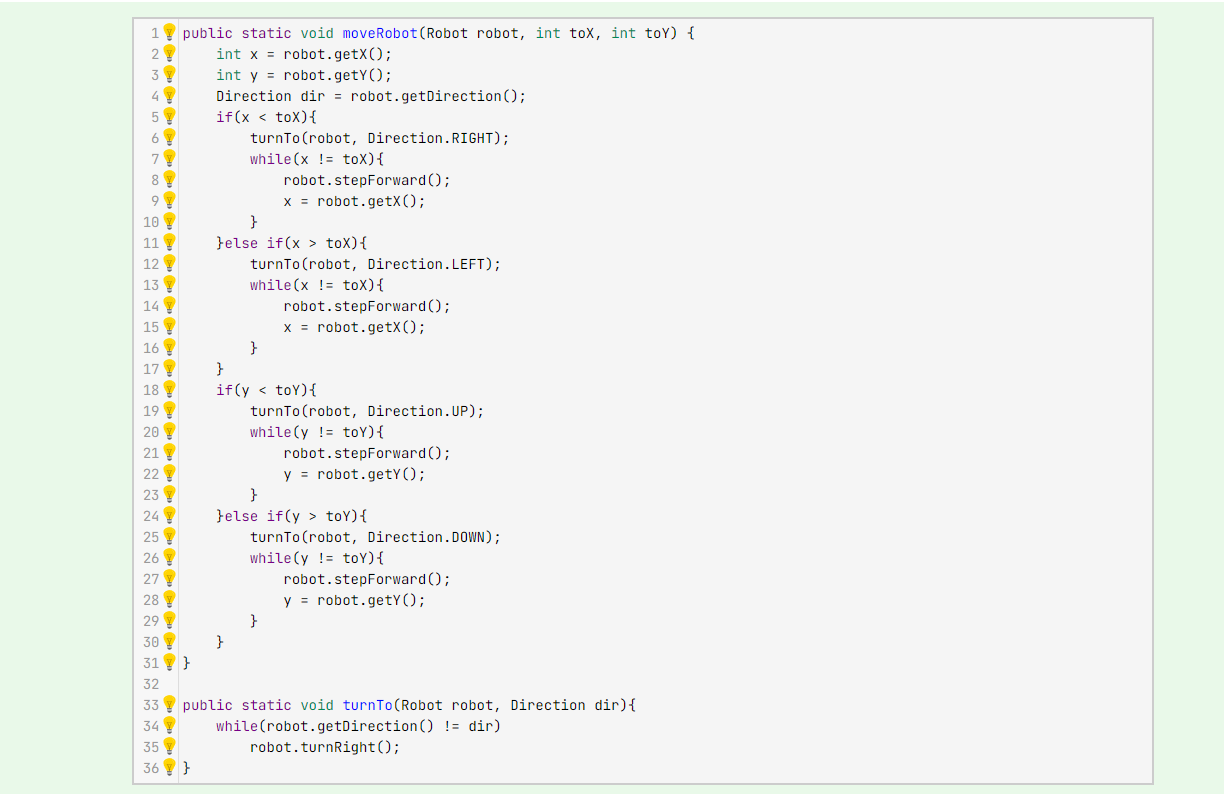 1 public static void moveRobot(Robot robot, int toX, int toY) {
2     int x = robot.getX();
3     int y = robot.getY();
4     Direction dir = robot.getDirection();
5     if(x < toX){
6         turnTo(robot, Direction.RIGHT);
7         while(x != toX){
8             robot.stepForward();
9             x = robot.getX();
10         }
11     }else if(x > toX){
12         turnTo(robot, Direction.LEFT);
13         while(x != toX){
14             robot.stepForward();
15             x = robot.getX();
16         }
17     }
18     if(y < toY){
19         turnTo(robot, Direction.UP);
20         while(y != toY){
21             robot.stepForward();
22             y = robot.getY();
23         }
24     }else if(y > toY){
25         turnTo(robot, Direction.DOWN);
26         while(y != toY){
27             robot.stepForward();
28             y = robot.getY();
29         }
30     }
31 }
32
33 public static void turnTo(Robot robot, Direction dir){
34     while(robot.getDirection() != dir)
35         robot.turnRight();
36 }